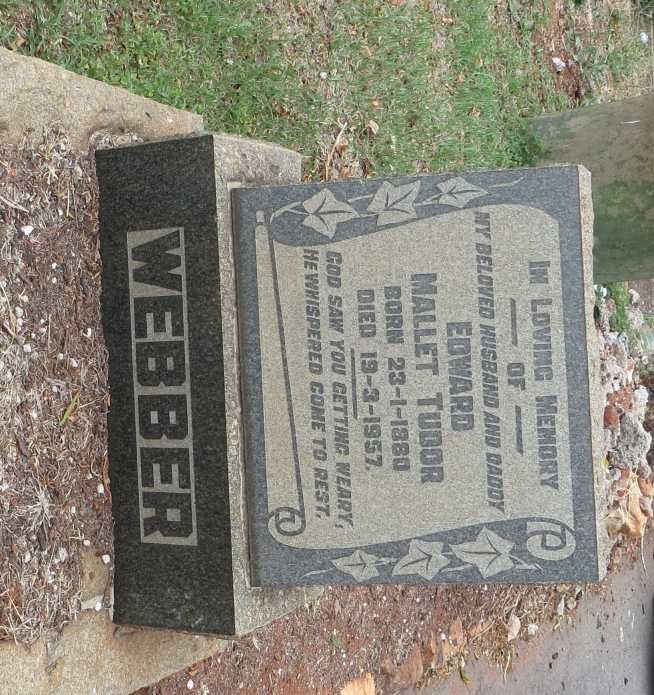 IN LOVING MEMORY
— OF —
MY BELOVED HUSBAND AND DADDY
EDWARD
MALLET TUDOR
BORN 23-1-1880
DIED 19-3-1957.
GOD SAW YOU GETTING WEARY,
HE WHISPERED COME TO REST.
WEBBER